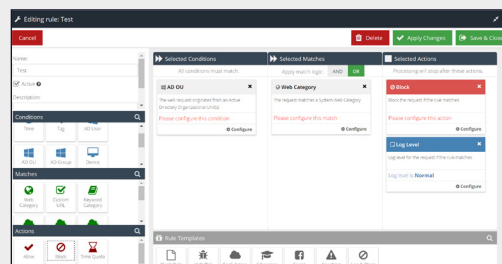 Editing rule: Test
Cancel
Delete
Apply Changes
Save & Close
Name:
Test
Active
Description:
Conditions
Time
Tag
AD User
AD OU
AD Group
Device
Matches
Web Category
Custom URL
Keyword Category
Actions
Allow
Block
Time Quota
Selected Conditions
All conditions must match.
AD OU
The web request originates from an Active Directory Organizational Unit(s)
Please configure this condition
Configure
Selected Matches
Apply match logic: AND OR
Web Category
The request matches a System Web Category
Please configure this match
Configure
Selected Actions
Processing will stop after these actions.
Block
Block the request if the rule matches
Please configure this action
Configure
Log Level
Log level for the request if the rule matches
Log level is Normal
Configure
Rule Templates